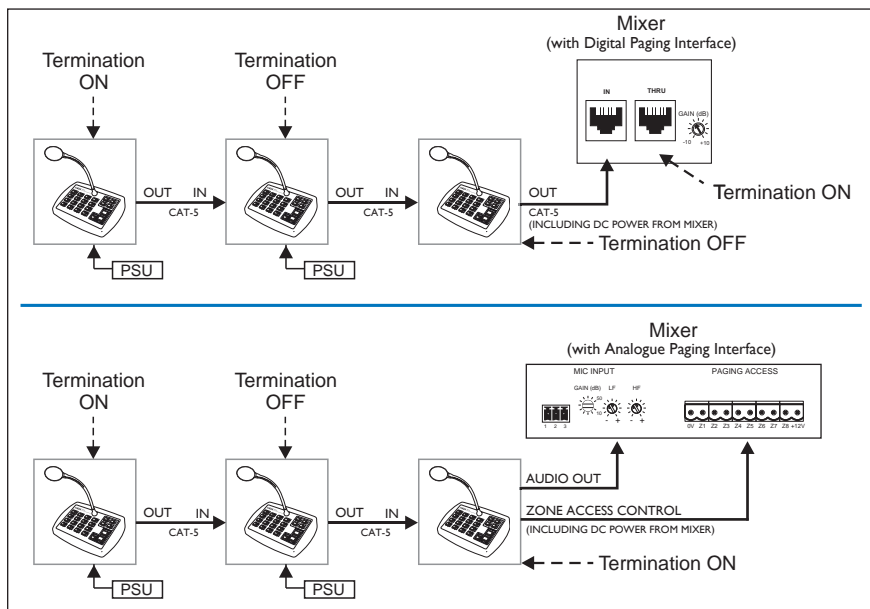 Mixer
(with Digital Paging Interface)
Termination
ON
Termination
OFF
IN
THRU
GAIN (dB)
-10
+10
Termination ON
OUT
IN
CAT-5
OUT
IN
CAT-5
OUT
CAT-5
(INCLUDING DC POWER FROM MIXER)
Termination OFF
PSU
PSU
Mixer
(with Analogue Paging Interface)
Termination
ON
Termination
OFF
MIC INPUT
PAGING ACCESS
GAIN (dB)
LF
HF
50
10
- +
- +
1 2 3
0V Z1 Z2 Z3 Z4 Z5 Z6 Z7 Z8 +12V
AUDIO OUT
OUT
IN
CAT-5
OUT
IN
CAT-5
ZONE ACCESS CONTROL
(INCLUDING DC POWER FROM MIXER)
Termination ON
PSU
PSU